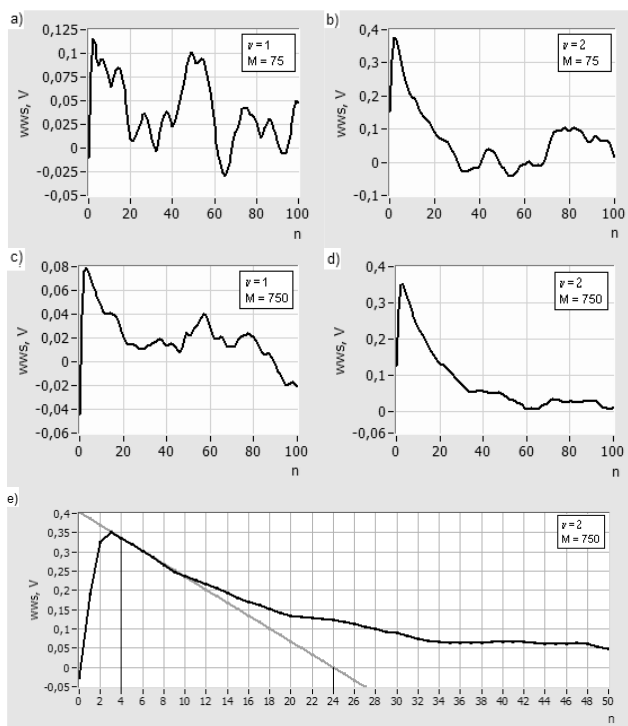 a)
wws, V
0,125
0,1
0,075
0,05
0,025
0
-0,025
-0,05
0 20 40 60 80 100
n
ν = 1
M = 75
b)
wws, V
0,4
0,3
0,2
0,1
0
-0,1
0 20 40 60 80 100
n
ν = 2
M = 75
c)
wws, V
0,08
0,06
0,04
0,02
0
-0,02
-0,04
-0,06
0 20 40 60 80 100
n
ν = 1
M = 750
d)
wws, V
0,4
0,3
0,2
0,1
0
-0,06
0 20 40 60 80 100
n
ν = 2
M = 750
e)
wws, V
0,4
0,35
0,3
0,25
0,2
0,15
0,1
0,05
0
-0,05
0 2 4 6 8 10 12 14 16 18 20 22 24 26 28 30 32 34 36 38 40 42 44 46 48 50
n
ν = 2
M = 750